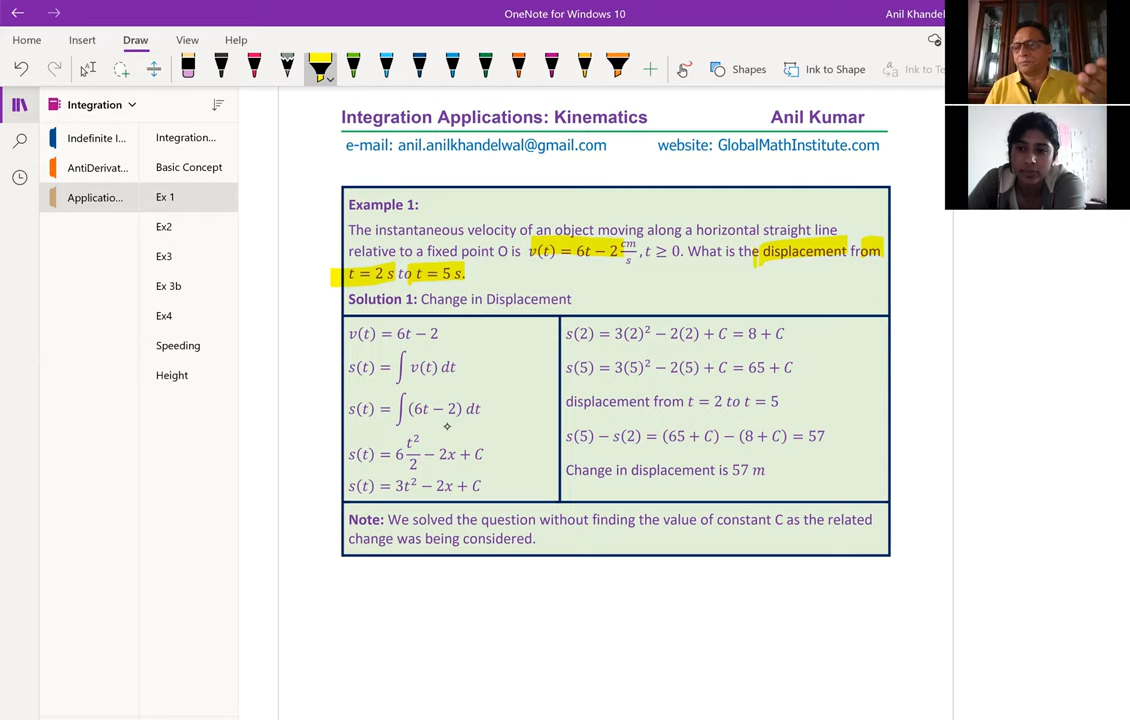 OneNote for Windows 10
Anil Khandel
Home Insert Draw View Help
Shapes Ink to Shape Ink to Te
Integration
Indefinite I...
AntiDerivat...
Applicatio...
Integration...
Basic Concept
Ex 1
Ex2
Ex3
Ex 3b
Ex4
Speeding
Height
Integration Applications: Kinematics Anil Kumar
e-mail: anil.anilkhandelwal@gmail.com website: GlobalMathInstitute.com
Example 1:
The instantaneous velocity of an object moving along a horizontal straight line
relative to a fixed point O is v(t) = 6t − 2 cm/s, t ≥ 0. What is the displacement from
t = 2 s to t = 5 s.
Solution 1: Change in Displacement
v(t) = 6t − 2
s(t) = ∫ v(t) dt
s(t) = ∫(6t − 2) dt
s(t) = 6 t²/2 − 2x + C
s(t) = 3t² − 2x + C
s(2) = 3(2)² − 2(2) + C = 8 + C
s(5) = 3(5)² − 2(5) + C = 65 + C
displacement from t = 2 to t = 5
s(5) − s(2) = (65 + C) − (8 + C) = 57
Change in displacement is 57 m
Note: We solved the question without finding the value of constant C as the related
change was being considered.